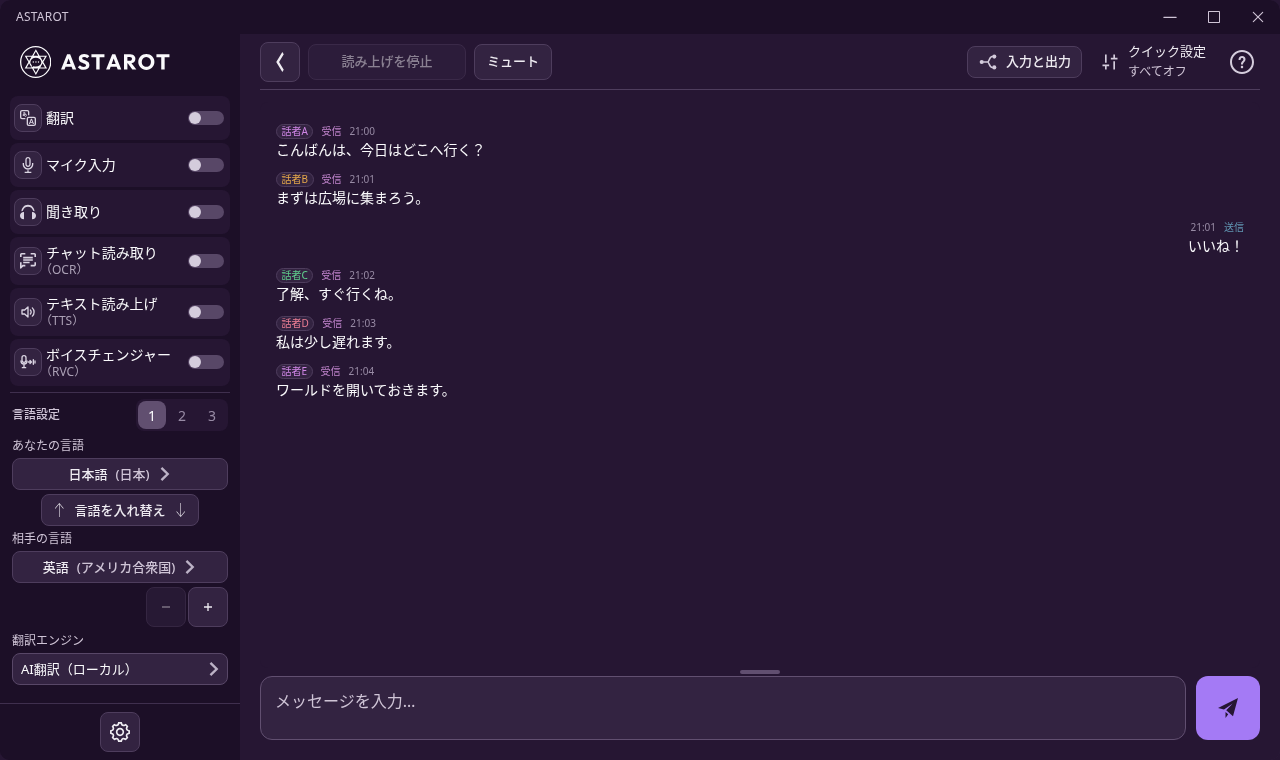 ASTAROT
ASTAROT
翻訳
マイク入力
聞き取り
チャット読み取り
(OCR)
テキスト読み上げ
(TTS)
ボイスチェンジャー
(RVC)
言語設定 1 2 3
あなたの言語
日本語 (日本)
↑ 言語を入れ替え ↓
相手の言語
英語 (アメリカ合衆国)
− +
翻訳エンジン
AI翻訳（ローカル）
読み上げを停止 ミュート 入力と出力 クイック設定
すべてオフ
?
話者A 受信 21:00
こんばんは、今日はどこへ行く？
話者B 受信 21:01
まずは広場に集まろう。
21:01 送信
いいね！
話者C 受信 21:02
了解、すぐ行くね。
話者D 受信 21:03
私は少し遅れます。
話者E 受信 21:04
ワールドを開いておきます。
メッセージを入力...